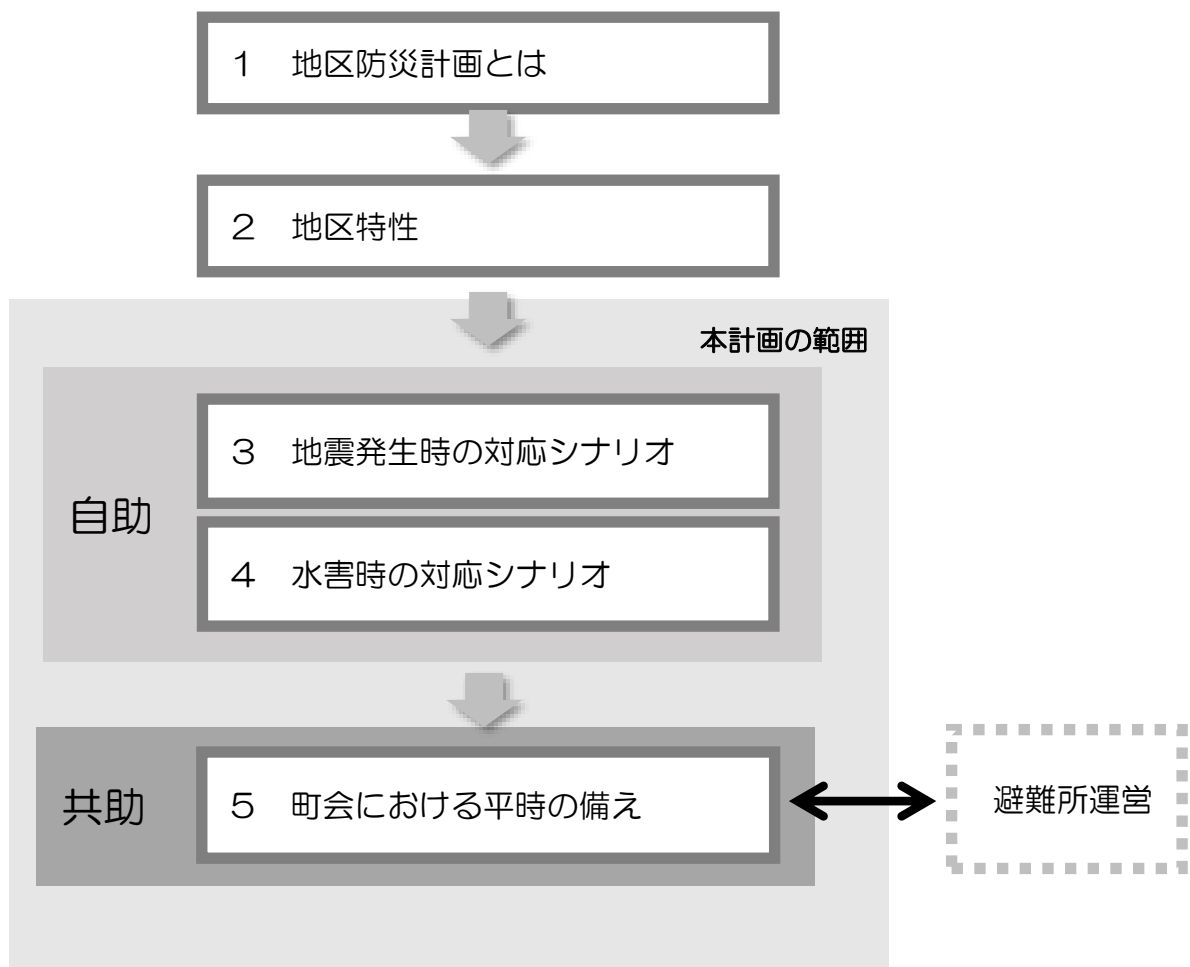 １　地区防災計画とは
２　地区特性
本計画の範囲
自助
３　地震発生時の対応シナリオ
４　水害時の対応シナリオ
共助
５　町会における平時の備え
避難所運営